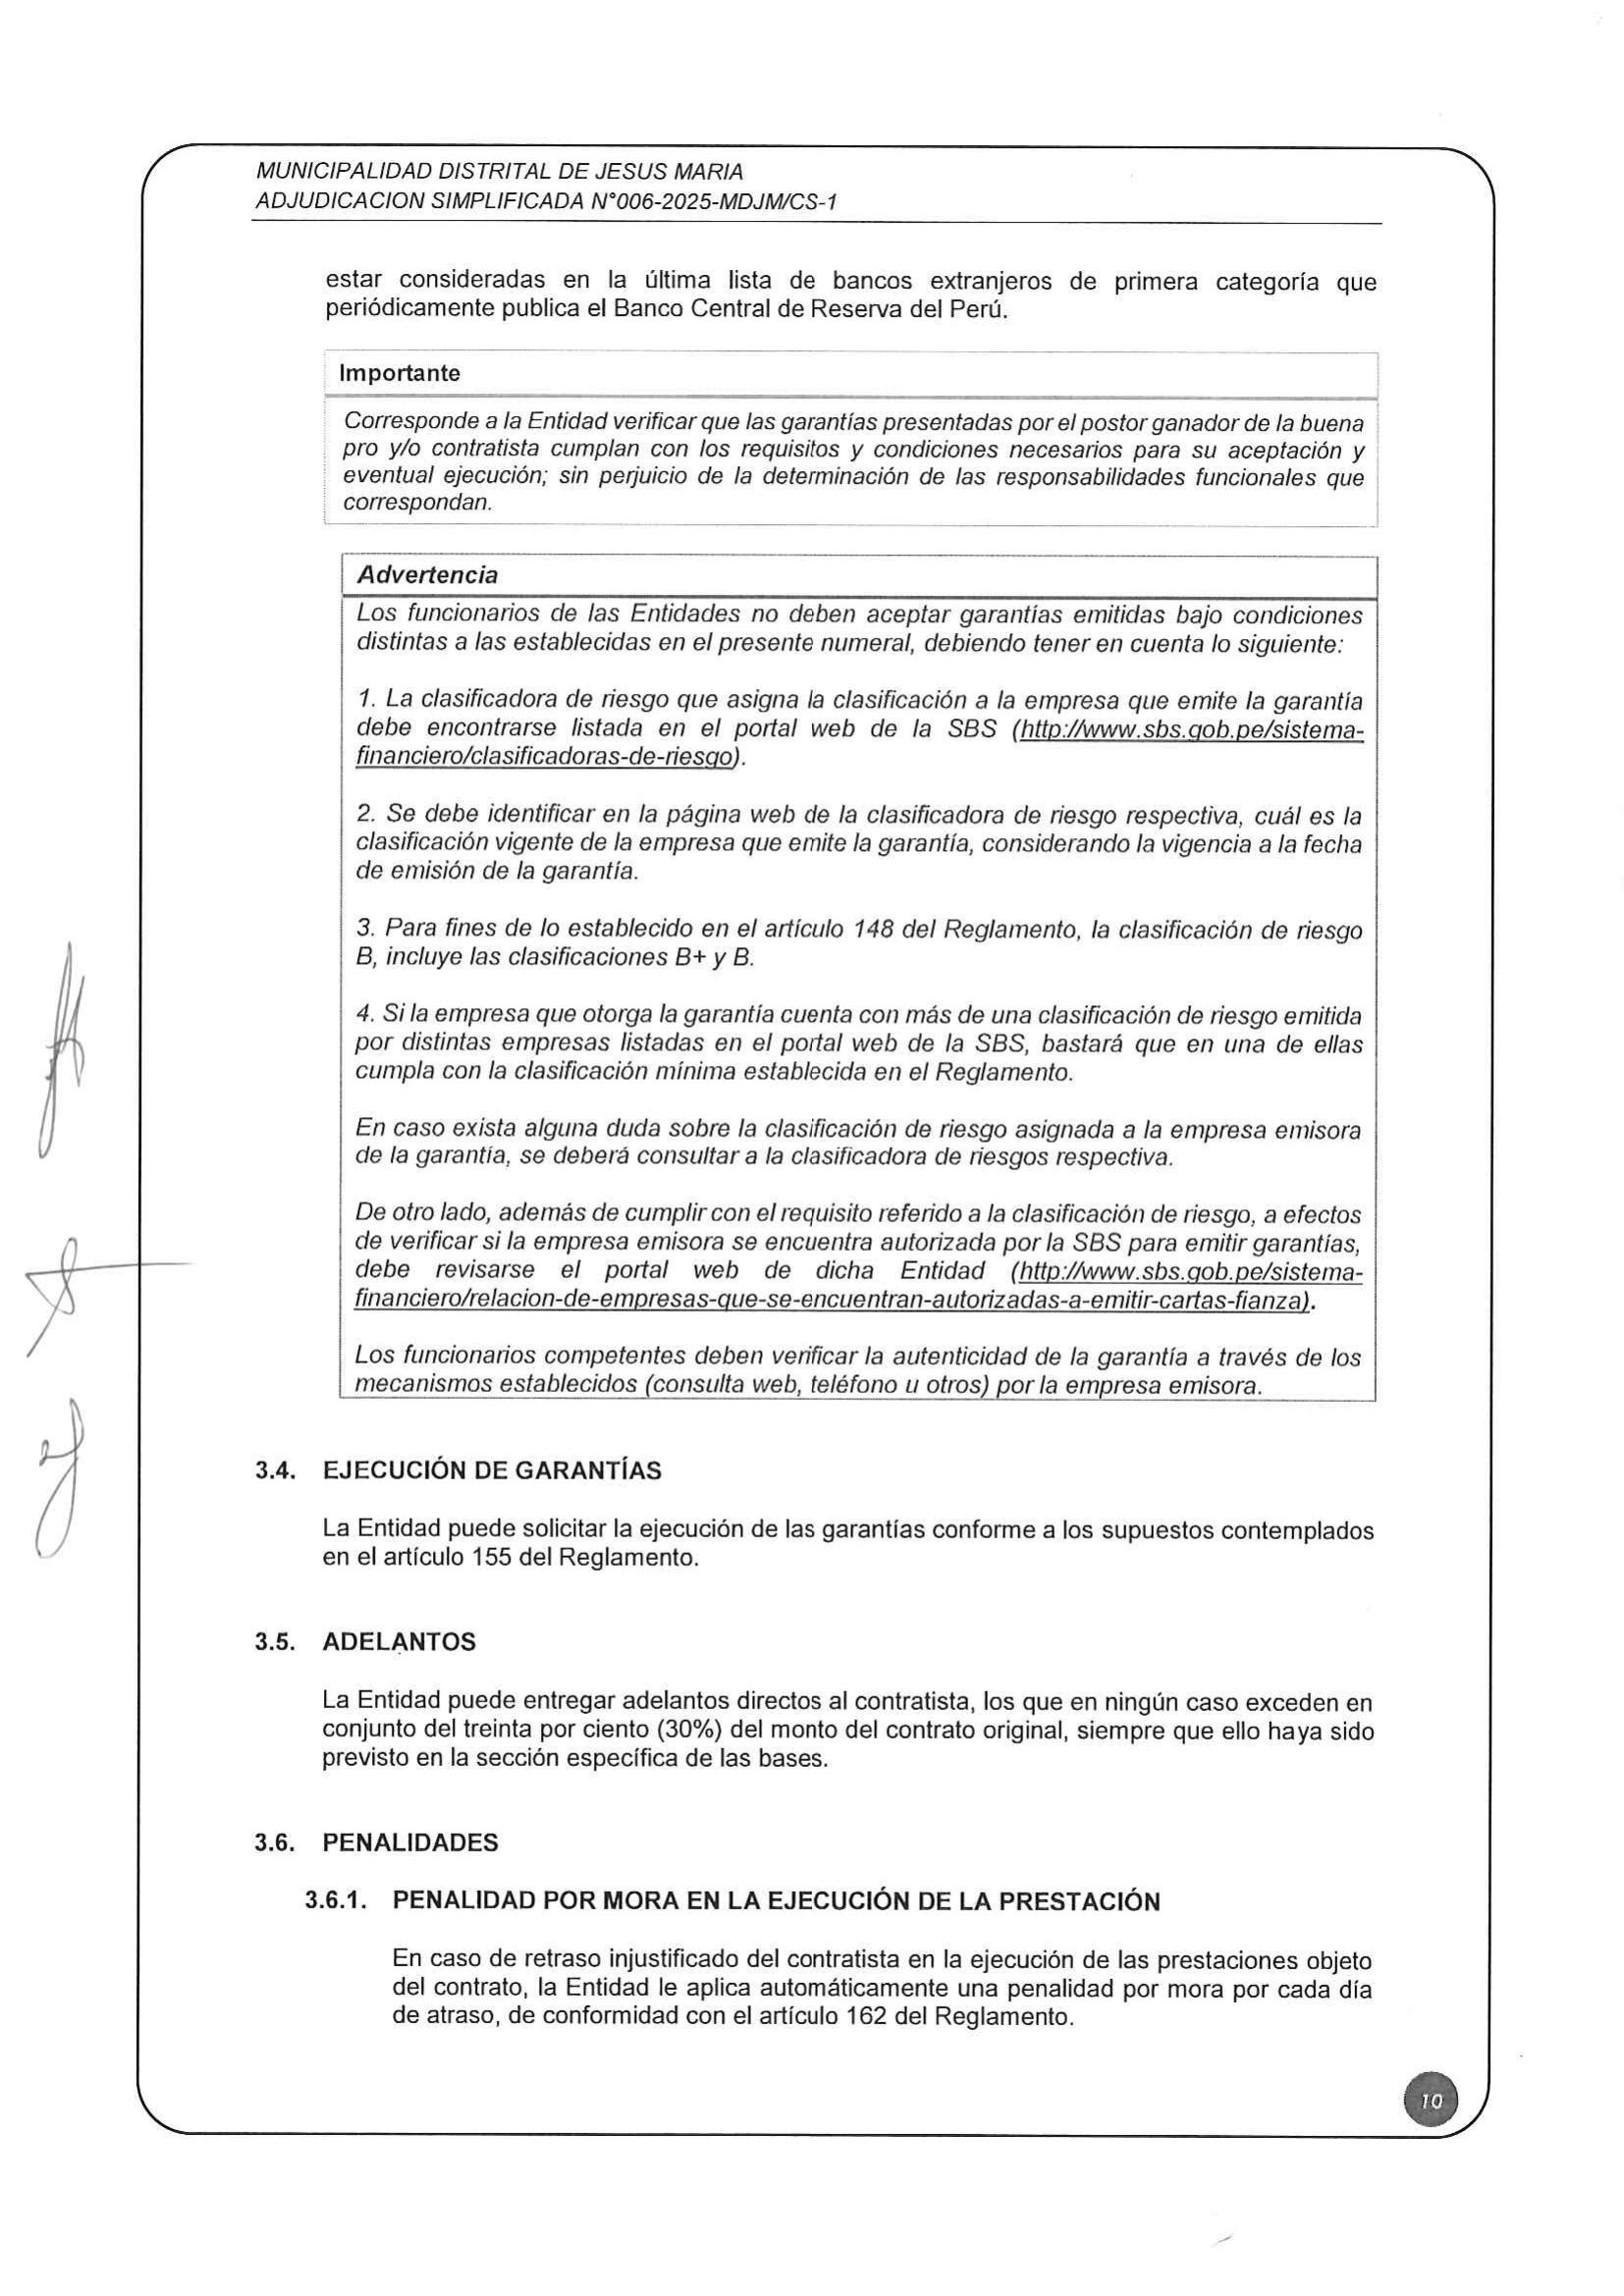 MUNICIPALIDAD DISTRITAL DE JESUS MARIA
ADJUDICACION SIMPLIFICADA N°006-2025-MDJM/CS-1
estar consideradas en la última lista de bancos extranjeros de primera categoría que
periódicamente publica el Banco Central de Reserva del Perú.
Importante
Corresponde a la Entidad verificar que las garantías presentadas por el postor ganador de la buena
pro y/o contratista cumplan con los requisitos y condiciones necesarios para su aceptación y
eventual ejecución; sin perjuicio de la determinación de las responsabilidades funcionales que
correspondan.
Advertencia
Los funcionarios de las Entidades no deben aceptar garantías emitidas bajo condiciones
distintas a las establecidas en el presente numeral, debiendo tener en cuenta lo siguiente:
1. La clasificadora de riesgo que asigna la clasificación a la empresa que emite la garantía
debe encontrarse listada en el portal web de la SBS (http://www.sbs.gob.pe/sistema-
financiero/clasificadoras-de-riesgo).
2. Se debe identificar en la página web de la clasificadora de riesgo respectiva, cuál es la
clasificación vigente de la empresa que emite la garantía, considerando la vigencia a la fecha
de emisión de la garantía.
3. Para fines de lo establecido en el artículo 148 del Reglamento, la clasificación de riesgo
B, incluye las clasificaciones B+ y B.
4. Si la empresa que otorga la garantía cuenta con más de una clasificación de riesgo emitida
por distintas empresas listadas en el portal web de la SBS, bastará que en una de ellas
cumpla con la clasificación mínima establecida en el Reglamento.
En caso exista alguna duda sobre la clasificación de riesgo asignada a la empresa emisora
de la garantía, se deberá consultar a la clasificadora de riesgos respectiva.
De otro lado, además de cumplir con el requisito referido a la clasificación de riesgo, a efectos
de verificar si la empresa emisora se encuentra autorizada por la SBS para emitir garantías,
debe revisarse el portal web de dicha Entidad (http://www.sbs.gob.pe/sistema-
financiero/relacion-de-empresas-que-se-encuentran-autorizadas-a-emitir-cartas-fianza).
Los funcionarios competentes deben verificar la autenticidad de la garantía a través de los
mecanismos establecidos (consulta web, teléfono u otros) por la empresa emisora.
3.4. EJECUCIÓN DE GARANTÍAS
La Entidad puede solicitar la ejecución de las garantías conforme a los supuestos contemplados
en el artículo 155 del Reglamento.
3.5. ADELANTOS
La Entidad puede entregar adelantos directos al contratista, los que en ningún caso exceden en
conjunto del treinta por ciento (30%) del monto del contrato original, siempre que ello haya sido
previsto en la sección específica de las bases.
3.6. PENALIDADES
3.6.1. PENALIDAD POR MORA EN LA EJECUCIÓN DE LA PRESTACIÓN
En caso de retraso injustificado del contratista en la ejecución de las prestaciones objeto
del contrato, la Entidad le aplica automáticamente una penalidad por mora por cada día
de atraso, de conformidad con el artículo 162 del Reglamento.
10